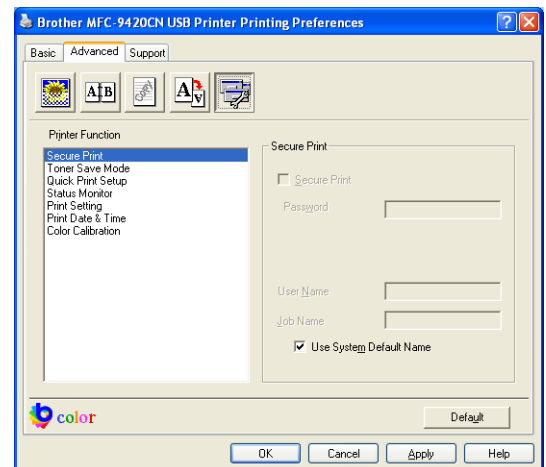 Brother MFC-9420CN USB Printer Printing Preferences
Basic Advanced Support
A B A A
Printer Function
Secure Print
Toner Save Mode
Quick Print Setup
Status Monitor
Print Setting
Print Date & Time
Color Calibration
Secure Print
Secure Print
Password
User Name
Job Name
Use System Default Name
color
Default
OK Cancel Apply Help